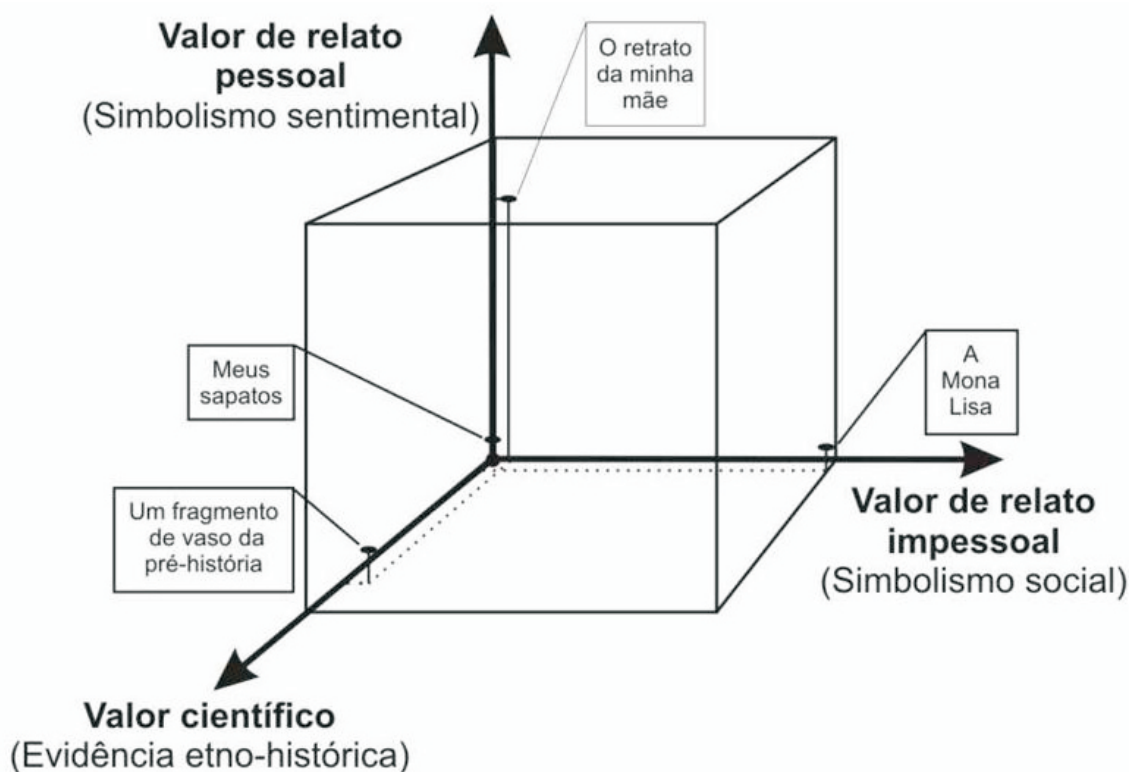 Valor de relato
pessoal
(Simbolismo sentimental)
O retrato
da minha
mãe
Meus
sapatos
A
Mona
Lisa
Um fragmento
de vaso da
pré-história
Valor de relato
impessoal
(Simbolismo social)
Valor científico
(Evidência etno-histórica)